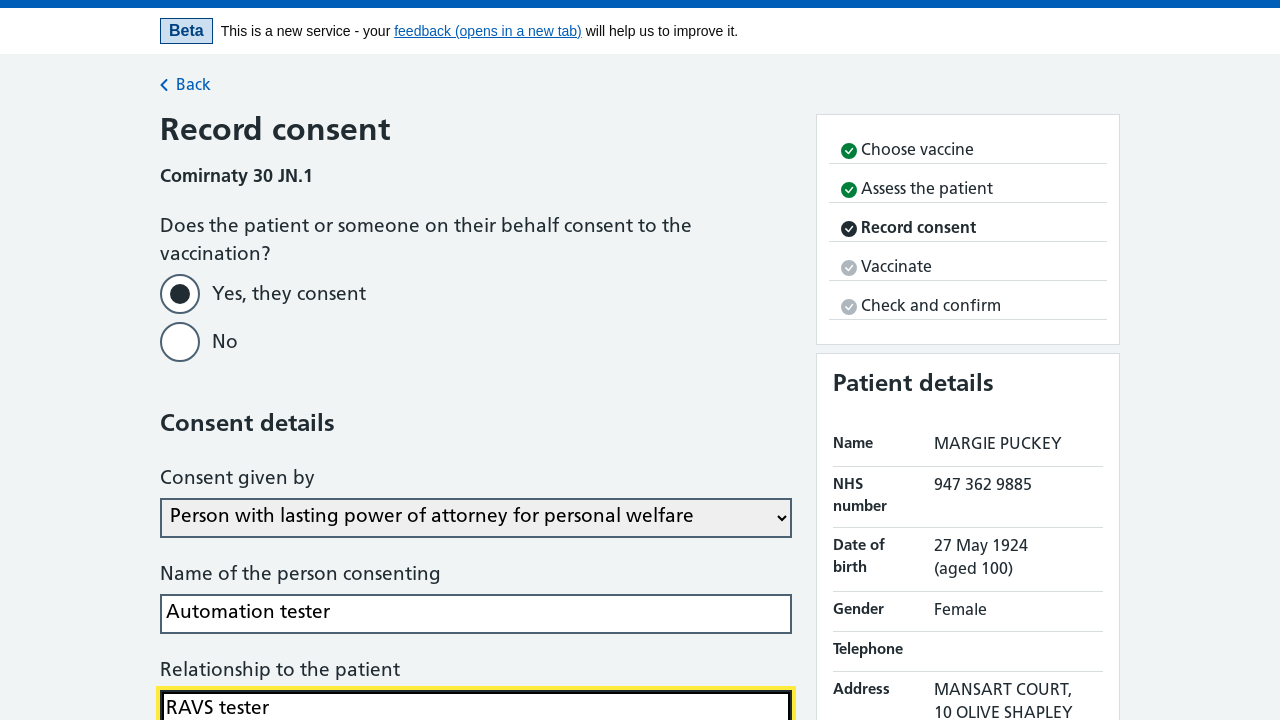 Beta This is a new service - your feedback (opens in a new tab) will help us to improve it.
Back
Record consent
Comirnaty 30 JN.1
Does the patient or someone on their behalf consent to the
vaccination?
Yes, they consent
No
Consent details
Consent given by
Person with lasting power of attorney for personal welfare
Name of the person consenting
Automation tester
Relationship to the patient
RAVS tester
Choose vaccine
Assess the patient
Record consent
Vaccinate
Check and confirm
Patient details
Name MARGIE PUCKEY
NHS 947 362 9885
number
Date of 27 May 1924
birth (aged 100)
Gender Female
Telephone
Address MANSART COURT,
10 OLIVE SHAPLEY